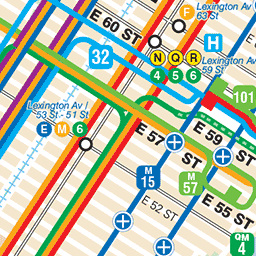 Lexington Av
63 St
F
E 60 ST
H
N Q R
32
4 5 6
Lexington Av
59 St
101
Lexington Av /
53 St - 51 St
E M 6
E 59 ST
E 57 ST
M
15
M
57
E 52 ST
E 55 ST
QM
4